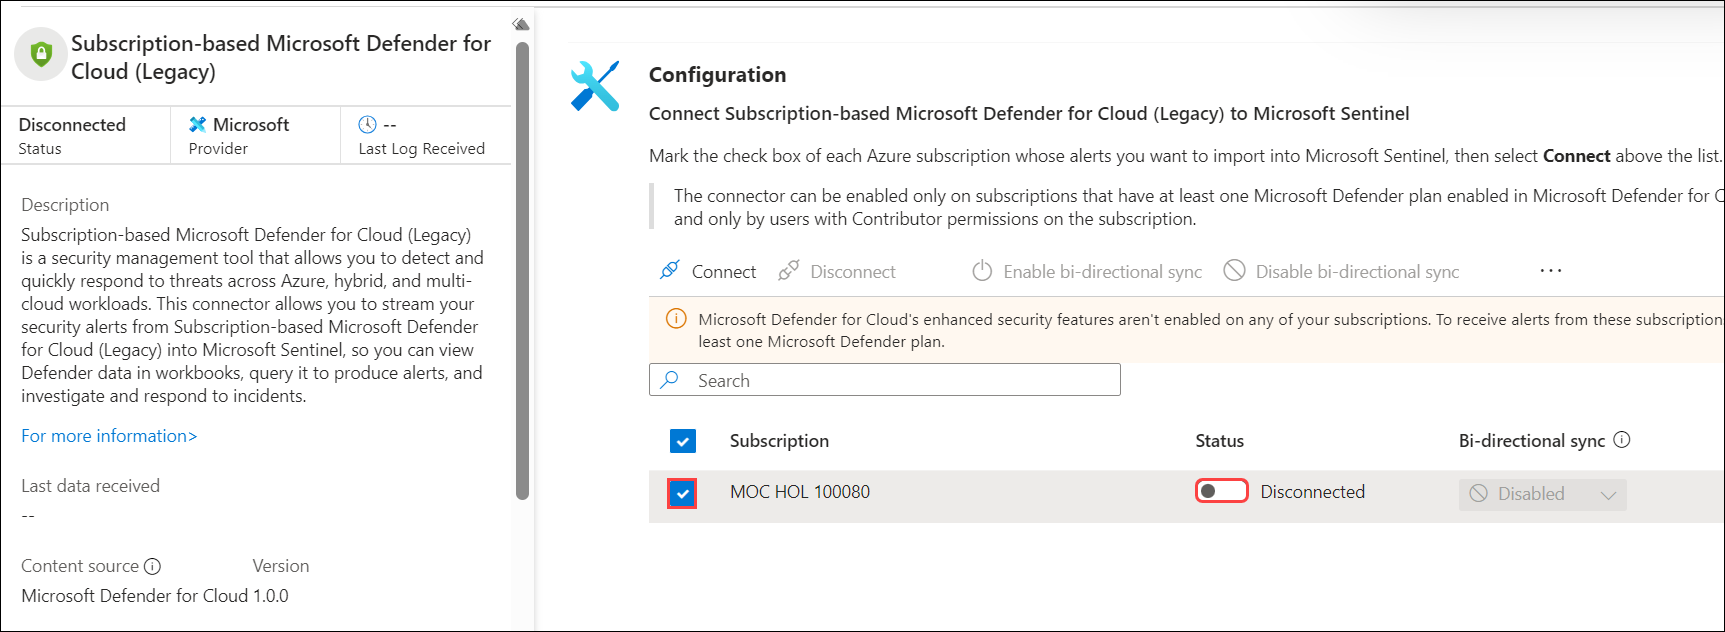 Subscription-based Microsoft Defender for
Cloud (Legacy)
Disconnected
Status
Microsoft
Provider
--
Last Log Received
Description
Subscription-based Microsoft Defender for Cloud (Legacy)
is a security management tool that allows you to detect and
quickly respond to threats across Azure, hybrid, and multi-
cloud workloads. This connector allows you to stream your
security alerts from Subscription-based Microsoft Defender
for Cloud (Legacy) into Microsoft Sentinel, so you can view
Defender data in workbooks, query it to produce alerts, and
investigate and respond to incidents.
For more information>
Last data received
--
Content source Version
Microsoft Defender for Cloud 1.0.0
Configuration
Connect Subscription-based Microsoft Defender for Cloud (Legacy) to Microsoft Sentinel
Mark the check box of each Azure subscription whose alerts you want to import into Microsoft Sentinel, then select Connect above the list.
The connector can be enabled only on subscriptions that have at least one Microsoft Defender plan enabled in Microsoft Defender for
and only by users with Contributor permissions on the subscription.
Connect Disconnect Enable bi-directional sync Disable bi-directional sync ...
Microsoft Defender for Cloud's enhanced security features aren't enabled on any of your subscriptions. To receive alerts from these subscription
least one Microsoft Defender plan.
Search
Subscription Status Bi-directional sync
MOC HOL 100080 Disconnected Disabled